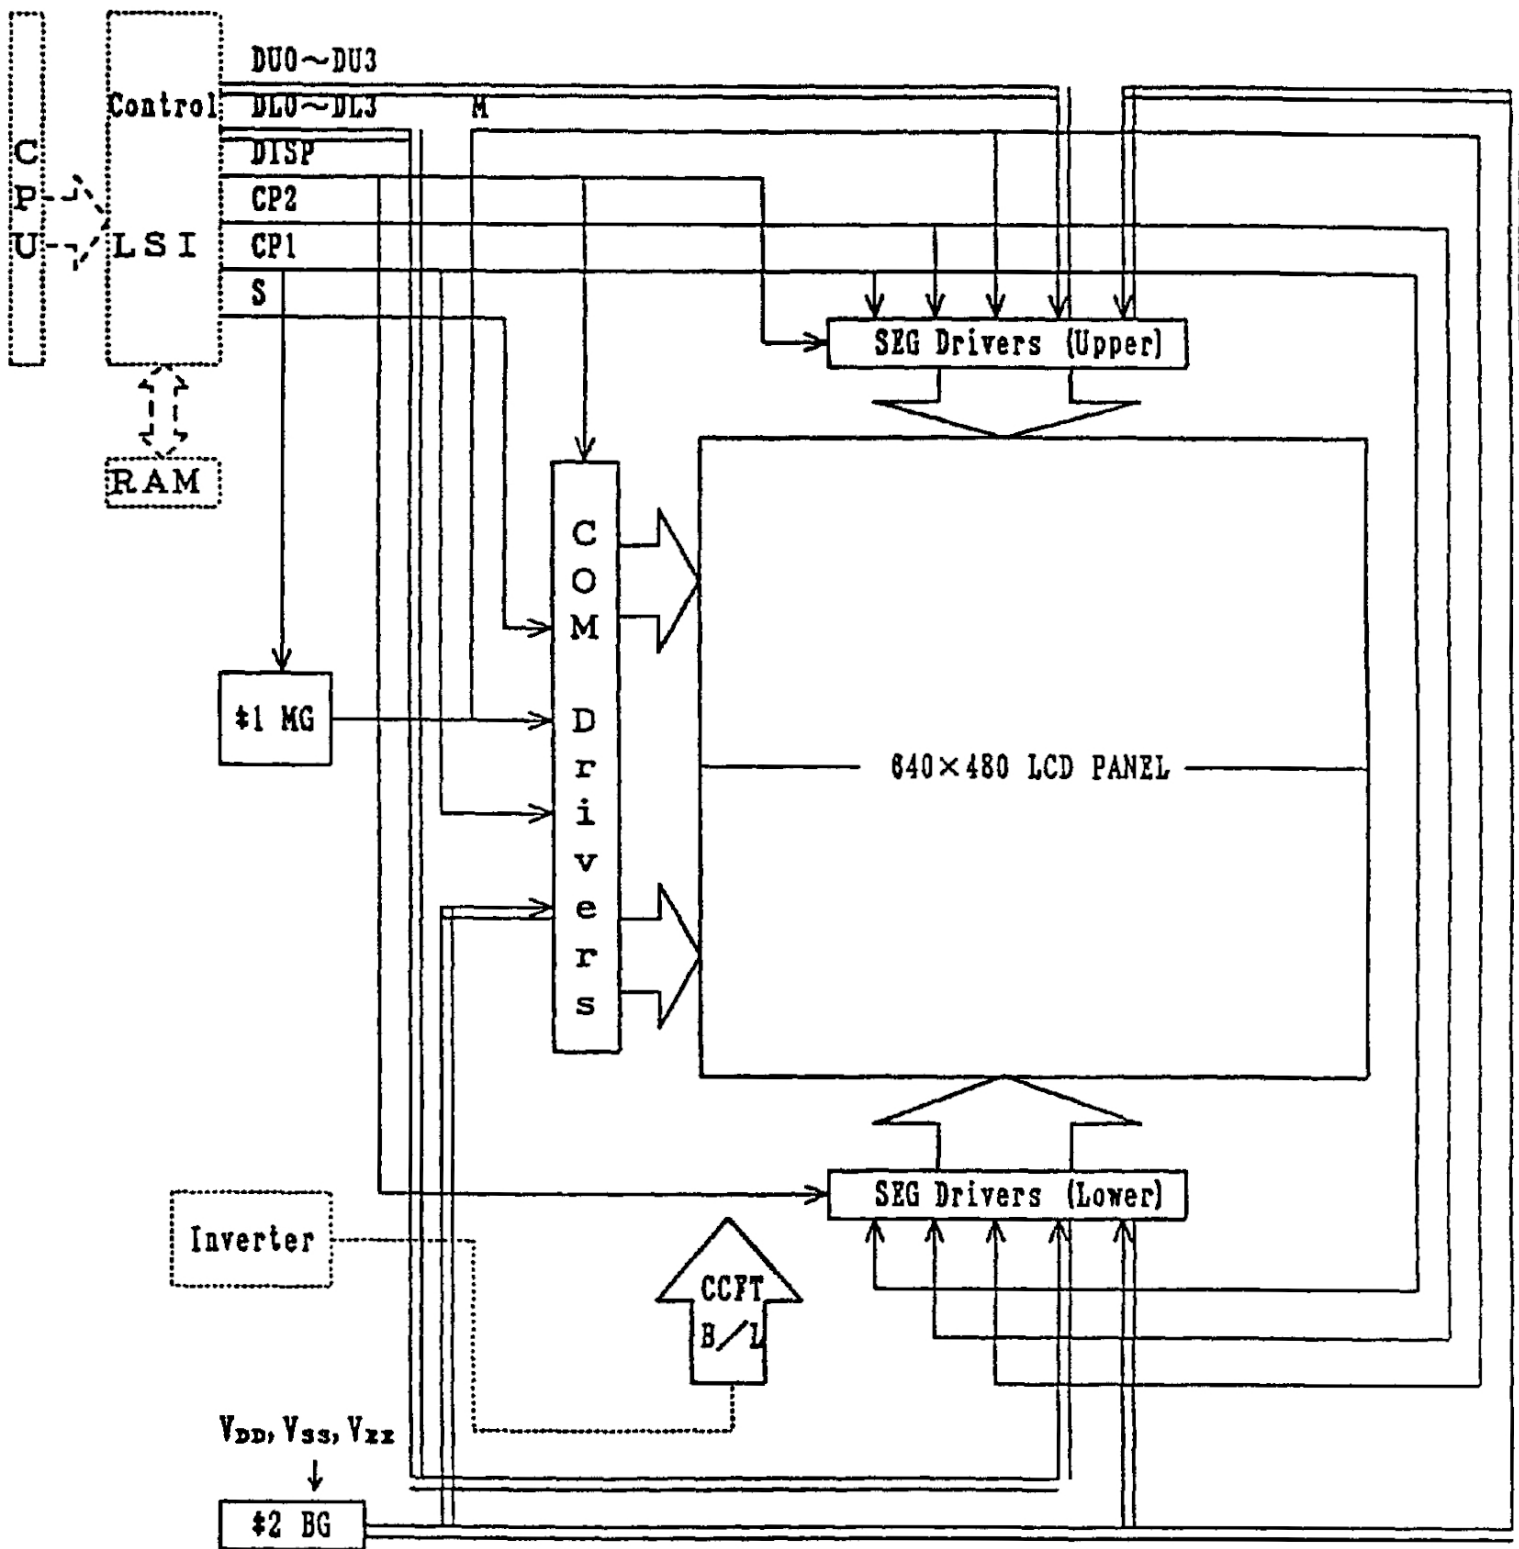 DU0～DU3
Control
DL0～DL3
M
DISP
CPU
CP2
LSI
CP1
S
SEG Drivers (Upper)
RAM
COM Drivers
‡1 MG
640×480 LCD PANEL
SEG Drivers (Lower)
Inverter
CCFT
B／L
VDD, VSS,
‡2 BG